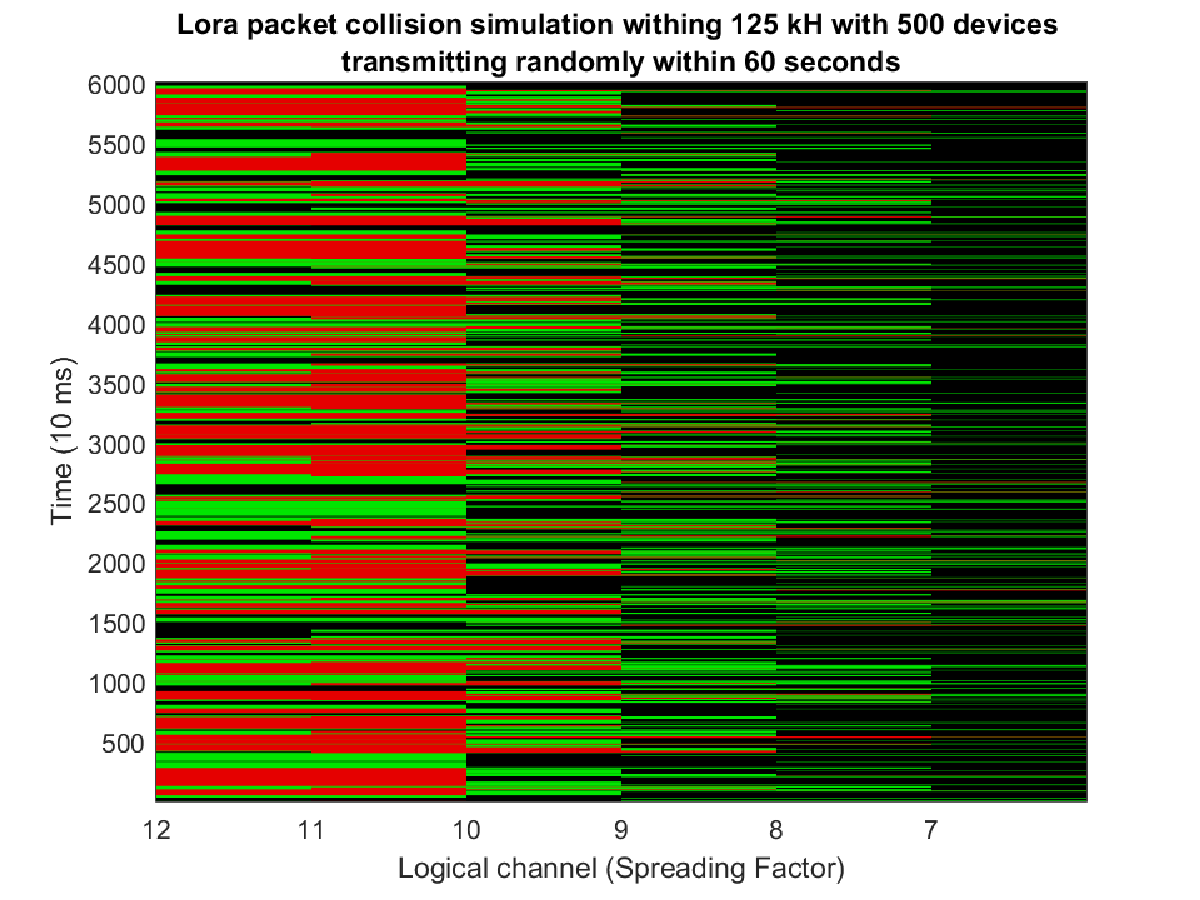 Lora packet collision simulation withing 125 kH with 500 devices
transmitting randomly within 60 seconds
6000
5500
5000
4500
4000
3500
3000
2500
2000
1500
1000
500
Time (10 ms)
12 11 10 9 8 7
Logical channel (Spreading Factor)